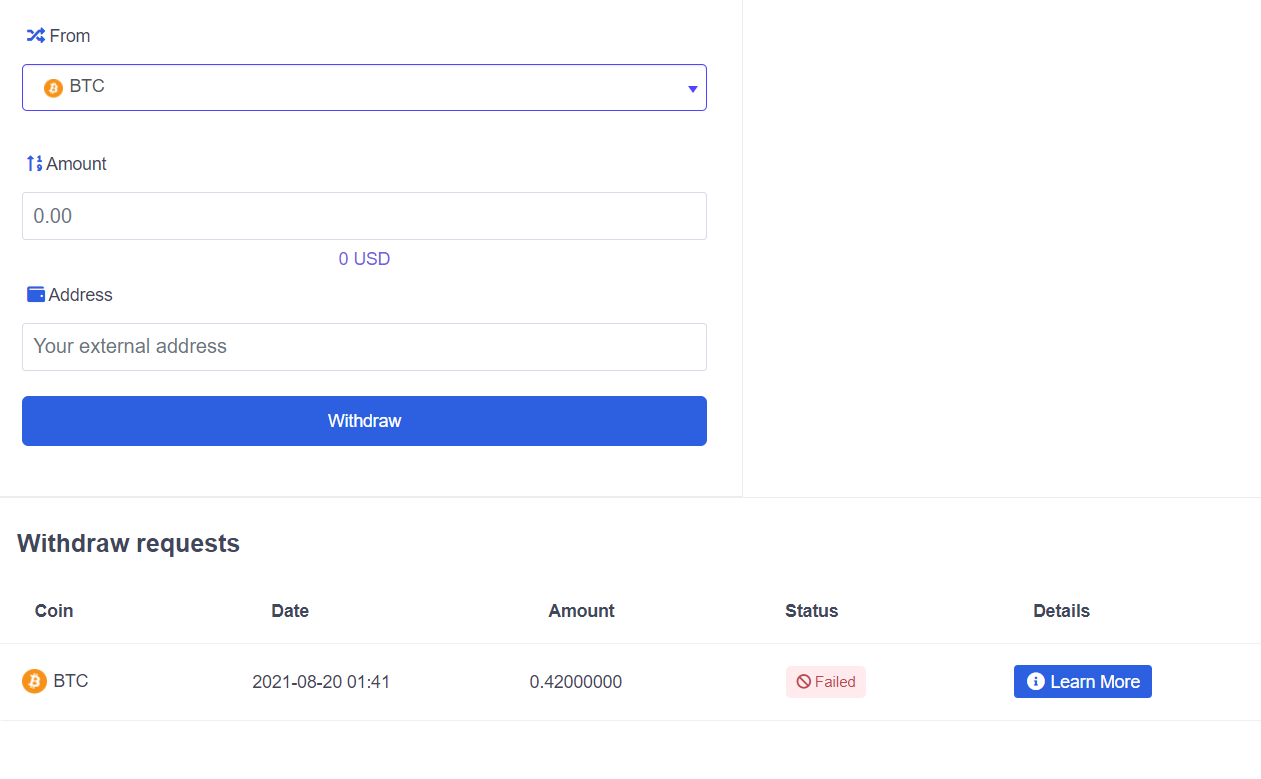 From
BTC
Amount
0.00
0 USD
Address
Your external address
Withdraw
Withdraw requests
Coin Date Amount Status Details
BTC 2021-08-20 01:41 0.42000000 Failed Learn More